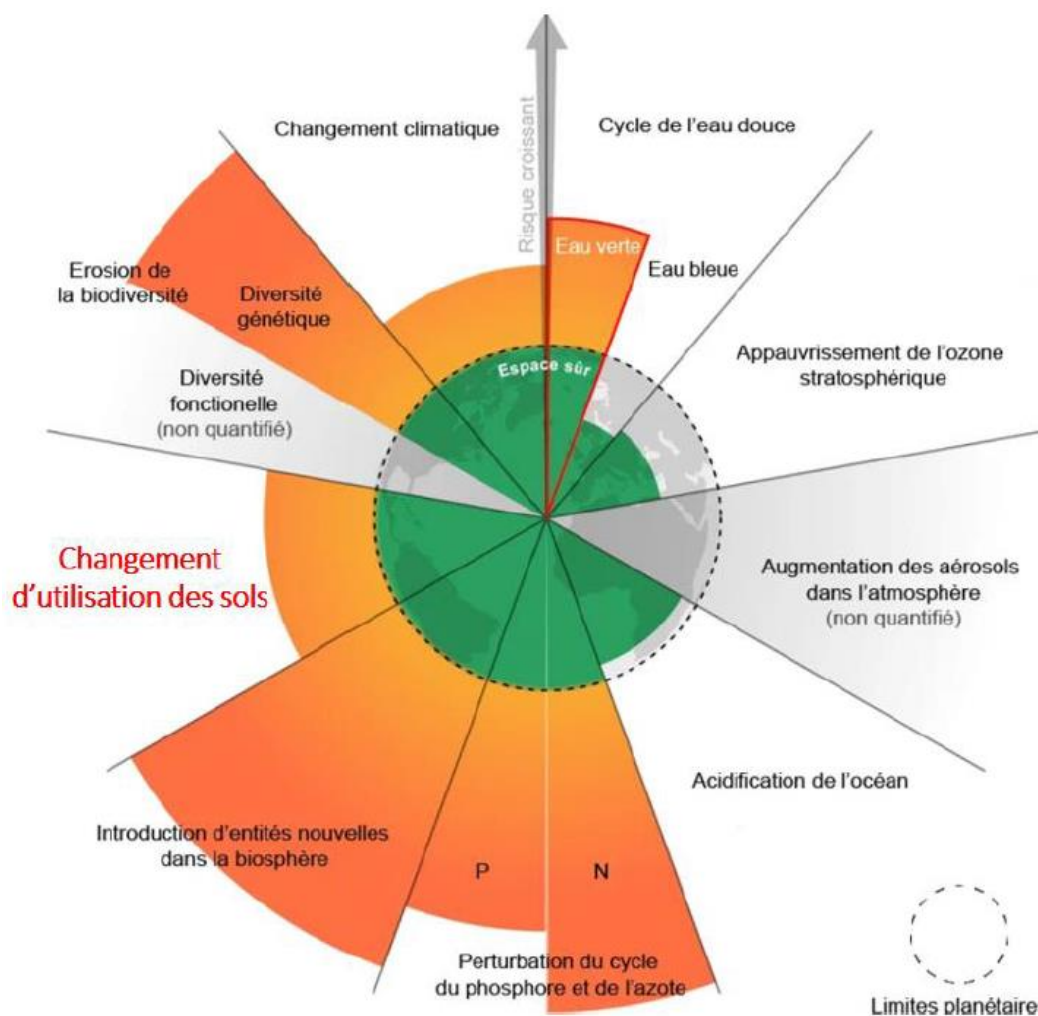 Risque croissant
Changement climatique
Cycle de l'eau douce
Eau verte
Eau bleue
Erosion de
la biodiversité
Diversité
génétique
Espace sûr
Appauvrissement de l'ozone
stratosphérique
Diversité
fonctionelle
(non quantifié)
Changement
d'utilisation des sols
Augmentation des aérosols
dans l'atmosphère
(non quantifié)
Acidification de l'océan
Introduction d'entités nouvelles
dans la biosphère
P
N
Perturbation du cycle
du phosphore et de l'azote
Limites planétaire